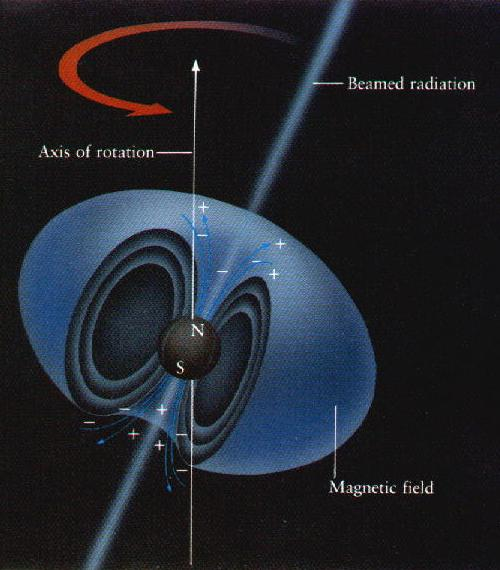 Beamed radiation
Axis of rotation
+
−
+
−
−
+
N
S
−
−
+
+
+
−
−
Magnetic field